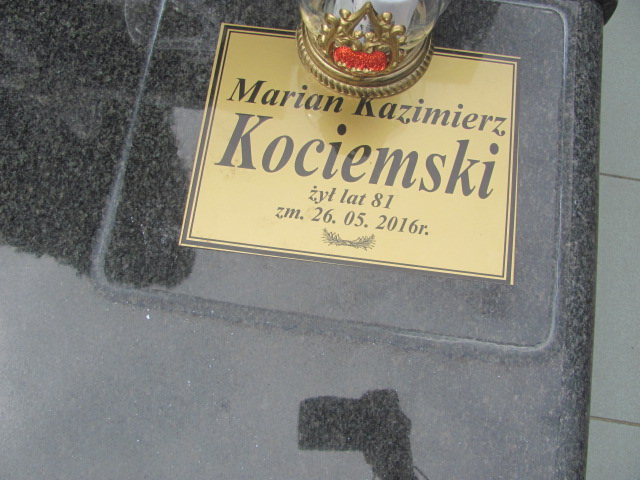 Marian Kazimierz
Kociemski
żył lat 81
zm. 26. 05. 2016r.